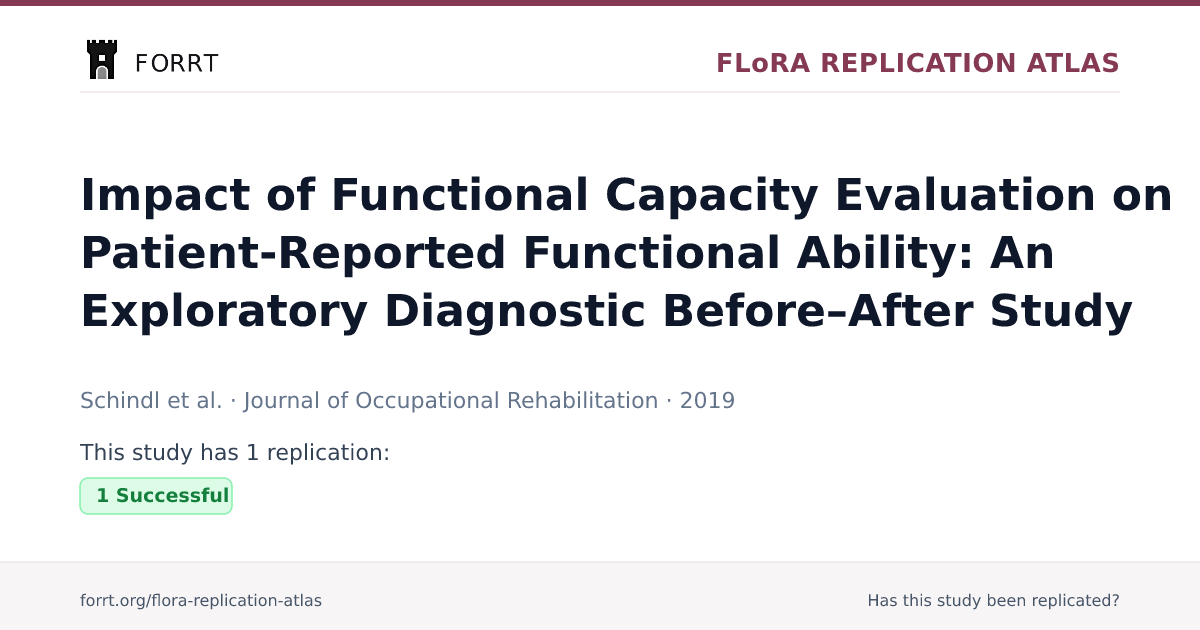 FORRT
FLoRA REPLICATION ATLAS
Impact of Functional Capacity Evaluation on
Patient-Reported Functional Ability: An
Exploratory Diagnostic Before–After Study
Schindl et al. · Journal of Occupational Rehabilitation · 2019
This study has 1 replication:
1 Successful
forrt.org/flora-replication-atlas
Has this study been replicated?